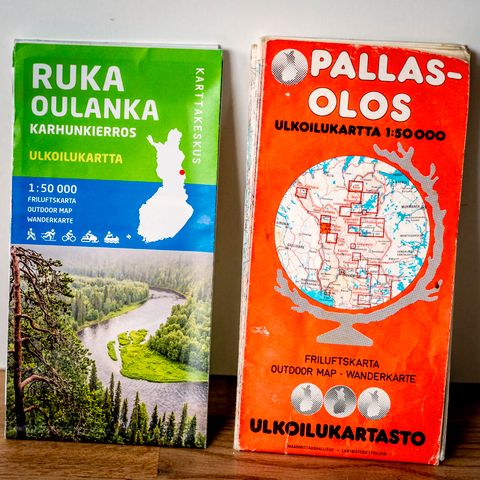 RUKA
OULANKA
KARHUNKIERROS
ULKOILUKARTTA
KARTTAKESKUS
1:50 000
FRILUFTSKARTA
OUTDOOR MAP
WANDERKARTE
PALLAS-
OLOS
ULKOILUKARTTA 1:50 000
FRILUFTSKARTA
OUTDOOR MAP · WANDERKARTE
ULKOILUKARTASTO